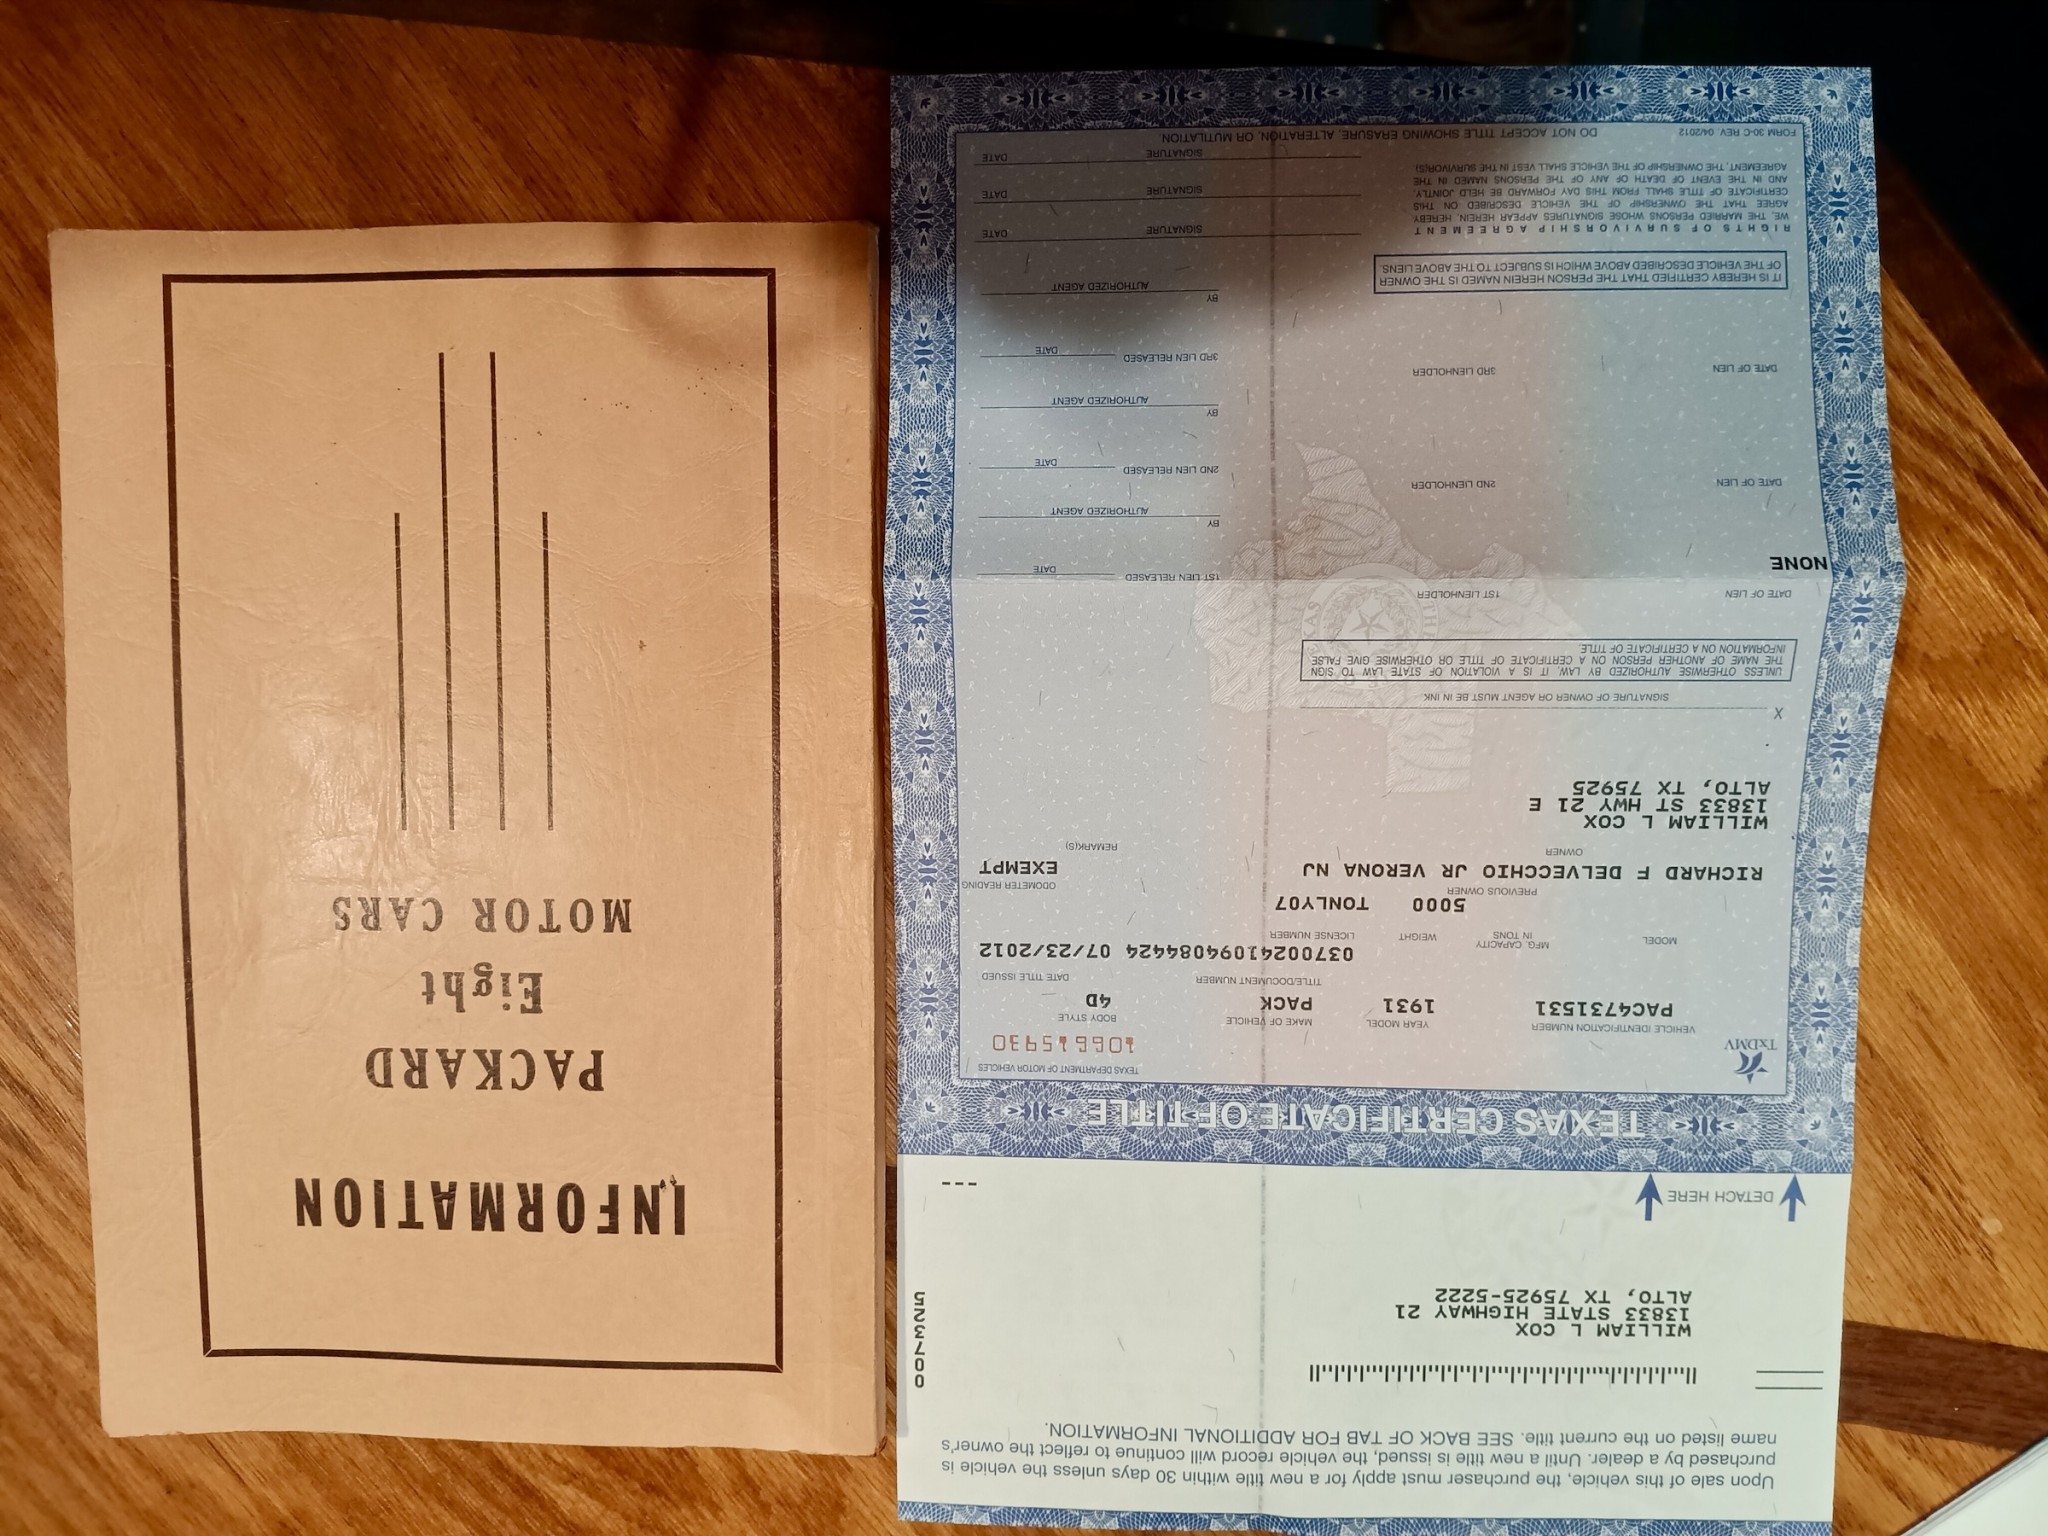 INFORMATION
PACKARD
Eight
MOTOR CARS
Upon sale of this vehicle, the purchaser must apply for a new title within 30 days unless the vehicle is
purchased by a dealer. Until a new title is issued, the vehicle record will continue to reflect the owner's
name listed on the current title. SEE BACK OF TAB FOR ADDITIONAL INFORMATION.
WILLIAM L COX
13833 STATE HIGHWAY 21
ALTO, TX 75925-5222
003725
DETACH HERE
---
TEXAS CERTIFICATE OF TITLE
TxDMV
TEXAS DEPARTMENT OF MOTOR VEHICLES
106615930
VEHICLE IDENTIFICATION NUMBER YEAR MODEL MAKE OF VEHICLE BODY STYLE
PAC4731531 1931 PACK 4D
TITLE/DOCUMENT NUMBER DATE TITLE ISSUED
03700241094084424 07/23/2012
MODEL MFG. CAPACITY IN TONS WEIGHT LICENSE NUMBER
5000 TONLY07
PREVIOUS OWNER ODOMETER READING
RICHARD F DELVECCHIO JR VERONA NJ EXEMPT
OWNER REMARK(S)
WILLIAM L COX
13833 ST HWY 21 E
ALTO, TX 75925
X
SIGNATURE OF OWNER OR AGENT MUST BE IN INK
UNLESS OTHERWISE AUTHORIZED BY LAW, IT IS A VIOLATION OF STATE LAW TO SIGN
THE NAME OF ANOTHER PERSON ON A CERTIFICATE OF TITLE OR OTHERWISE GIVE FALSE
INFORMATION ON A CERTIFICATE OF TITLE.
DATE OF LIEN 1ST LIENHOLDER 1ST LIEN RELEASED DATE
NONE
BY
AUTHORIZED AGENT
DATE OF LIEN 2ND LIENHOLDER 2ND LIEN RELEASED DATE
BY
AUTHORIZED AGENT
DATE OF LIEN 3RD LIENHOLDER 3RD LIEN RELEASED DATE
BY
AUTHORIZED AGENT
IT IS HEREBY CERTIFIED THAT THE PERSON HEREIN NAMED IS THE OWNER
OF THE VEHICLE DESCRIBED ABOVE WHICH IS SUBJECT TO THE ABOVE LIENS.
RIGHTS OF SURVIVORSHIP AGREEMENT
WE, THE MARRIED PERSONS WHOSE SIGNATURES APPEAR HEREIN, HEREBY
AGREE THAT THE OWNERSHIP OF THE VEHICLE DESCRIBED ON THIS
CERTIFICATE OF TITLE SHALL FROM THIS DAY FORWARD BE HELD JOINTLY,
AND IN THE EVENT OF DEATH OF ANY OF THE PERSONS NAMED IN THE
AGREEMENT, THE OWNERSHIP OF THE VEHICLE SHALL VEST IN THE SURVIVOR(S)
SIGNATURE DATE
SIGNATURE DATE
SIGNATURE DATE
FORM 30-C REV. 04/2012 DO NOT ACCEPT TITLE SHOWING ERASURE, ALTERATION, OR MUTILATION